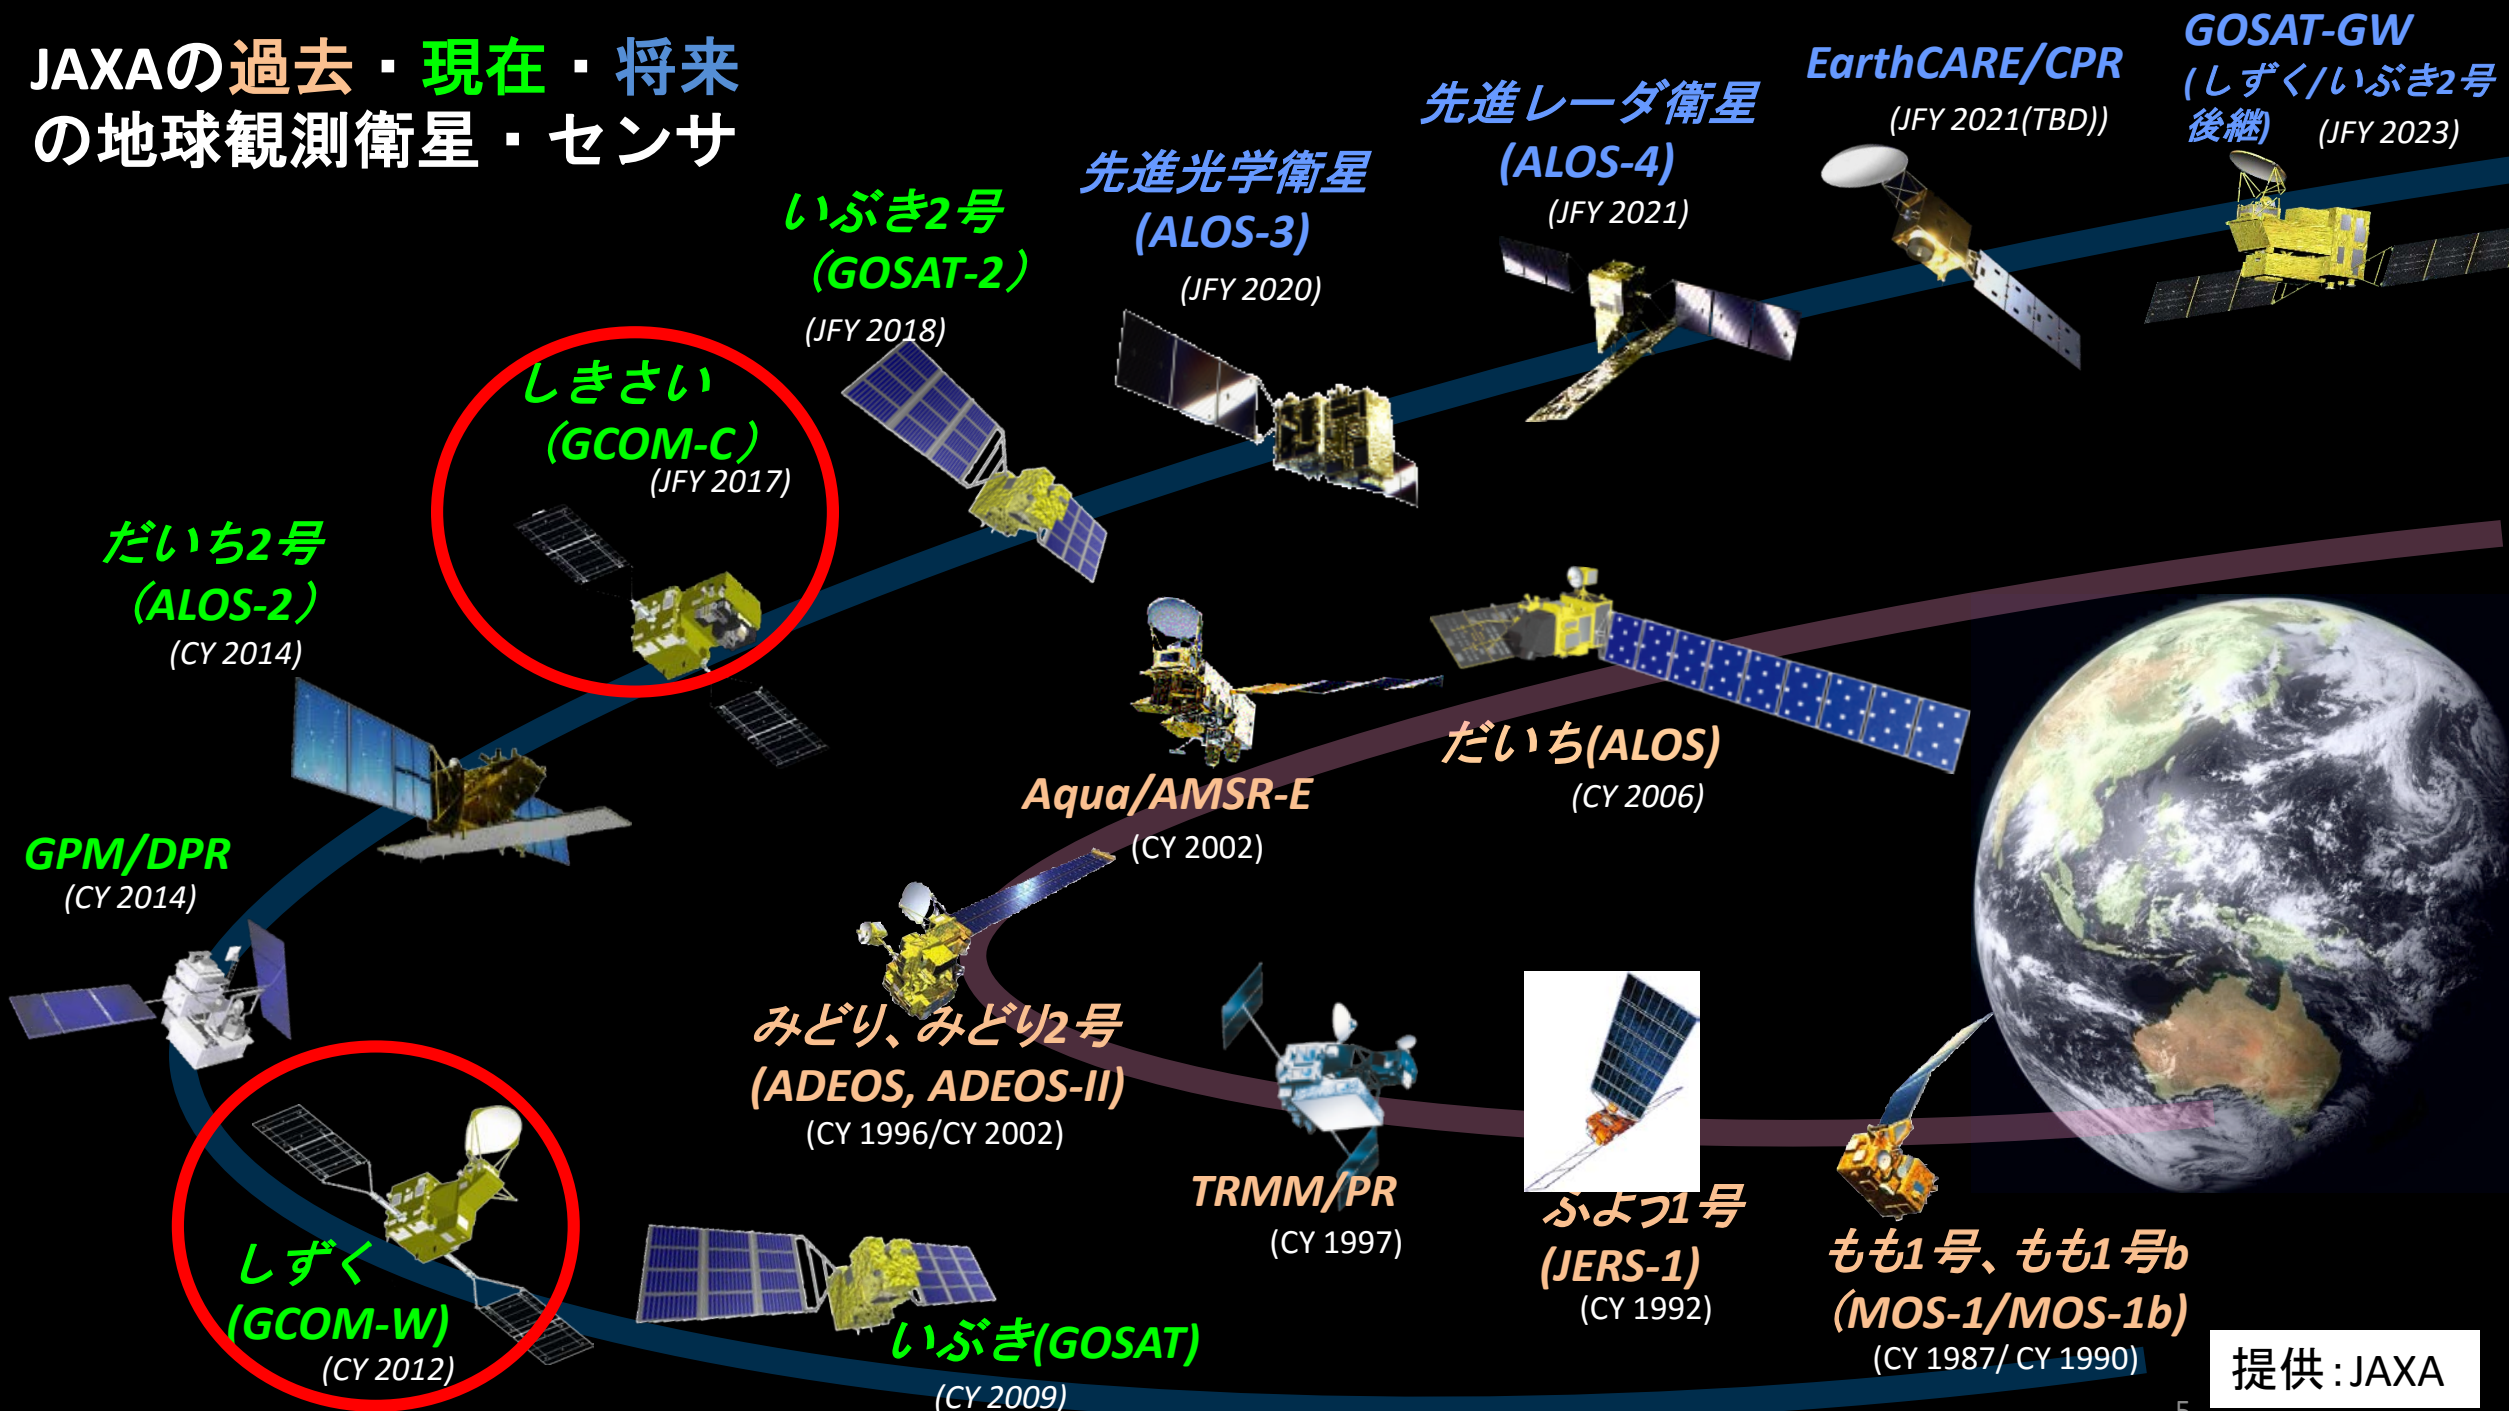 JAXAの過去・現在・将来
の地球観測衛星・センサ
GOSAT-GW
(しずく/いぶき2号
後継)
(JFY 2023)
EarthCARE/CPR
(JFY 2021(TBD))
先進レーダ衛星
(ALOS-4)
(JFY 2021)
先進光学衛星
(ALOS-3)
(JFY 2020)
いぶき2号
（GOSAT-2）
(JFY 2018)
しきさい
（GCOM-C）
(JFY 2017)
だいち2号
（ALOS-2）
(CY 2014)
GPM/DPR
(CY 2014)
しずく
(GCOM-W)
(CY 2012)
いぶき(GOSAT)
(CY 2009)
だいち(ALOS)
(CY 2006)
Aqua/AMSR-E
(CY 2002)
みどり、みどり2号
(ADEOS, ADEOS-II)
(CY 1996/CY 2002)
TRMM/PR
(CY 1997)
ふよう1号
(JERS-1)
(CY 1992)
もも1号、もも1号b
（MOS-1/MOS-1b)
(CY 1987/ CY 1990)
提供：JAXA
5